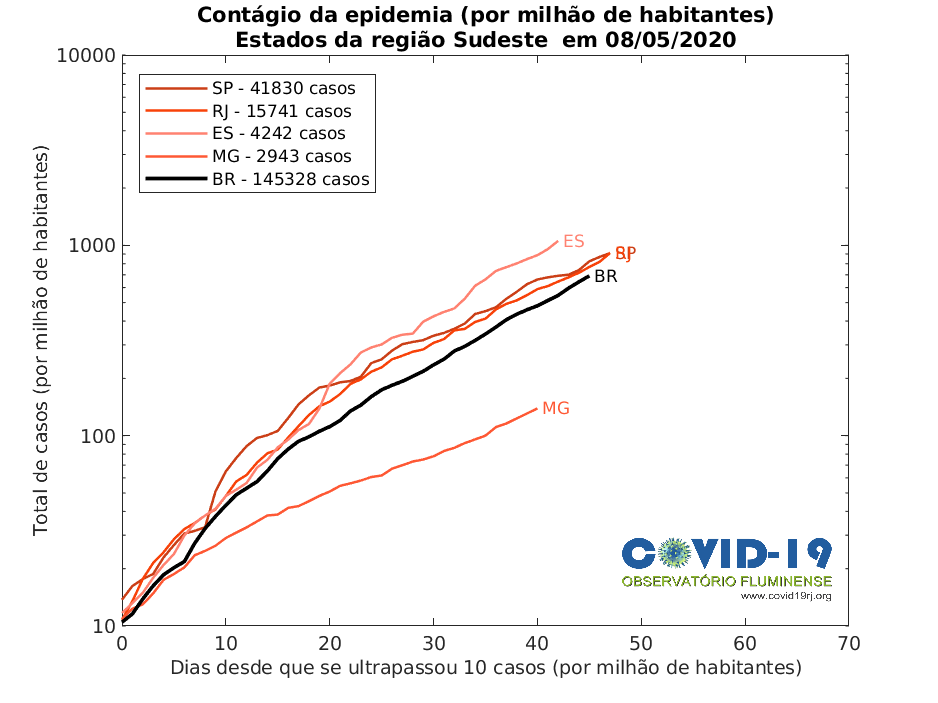 Contágio da epidemia (por milhão de habitantes)
Estados da região Sudeste em 08/05/2020
10000
SP - 41830 casos
RJ - 15741 casos
ES - 4242 casos
MG - 2943 casos
BR - 145328 casos
Total de casos (por milhão de habitantes)
1000
ES
SP
RJ
BR
100
MG
COVID-19
OBSERVATÓRIO FLUMINENSE
www.covid19rj.org
10
0 10 20 30 40 50 60 70
Dias desde que se ultrapassou 10 casos (por milhão de habitantes)